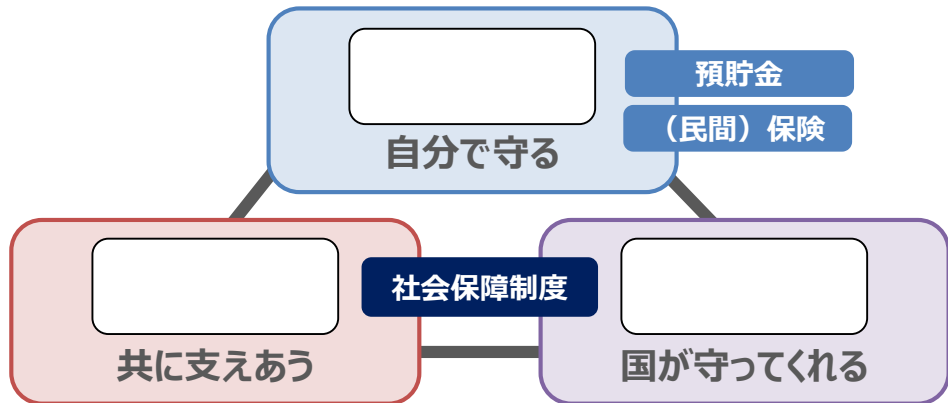 預貯金
（民間）保険
自分で守る
社会保障制度
共に支えあう
国が守ってくれる